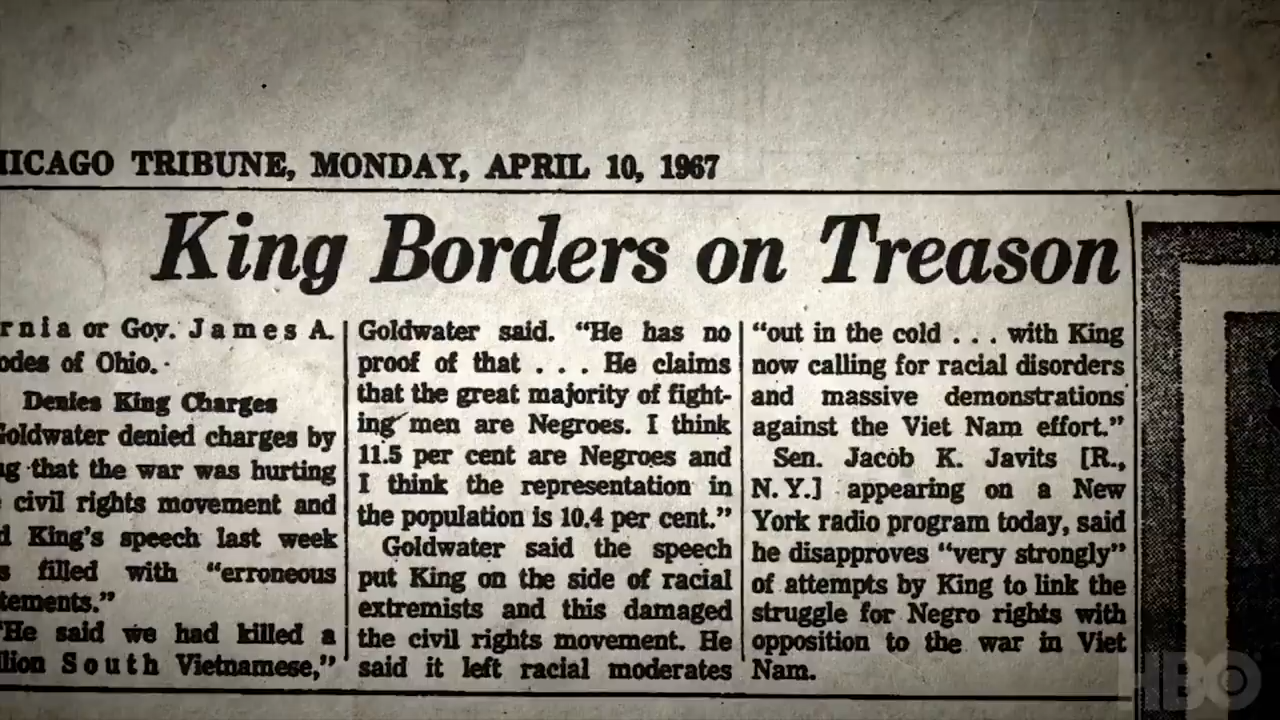 HICAGO TRIBUNE, MONDAY, APRIL 10, 1967
King Borders on Treason
rnia or Gov. James A.
odes of Ohio.
Denies King Charges
Goldwater denied charges by
g that the war was hurting
civil rights movement and
d King's speech last week
s filled with "erroneous
tements."
"He said we had killed a
lion South Vietnamese,"
Goldwater said. "He has no
proof of that . . . He claims
that the great majority of fight-
ing men are Negroes. I think
11.5 per cent are Negroes and
I think the representation in
the population is 10.4 per cent."
Goldwater said the speech
put King on the side of racial
extremists and this damaged
the civil rights movement. He
said it left racial moderates
"out in the cold . . . with King
now calling for racial disorders
and massive demonstrations
against the Viet Nam effort."
Sen. Jacob K. Javits [R.,
N. Y.] appearing on a New
York radio program today, said
he disapproves "very strongly"
of attempts by King to link the
struggle for Negro rights with
opposition to the war in Viet
Nam.
HBO